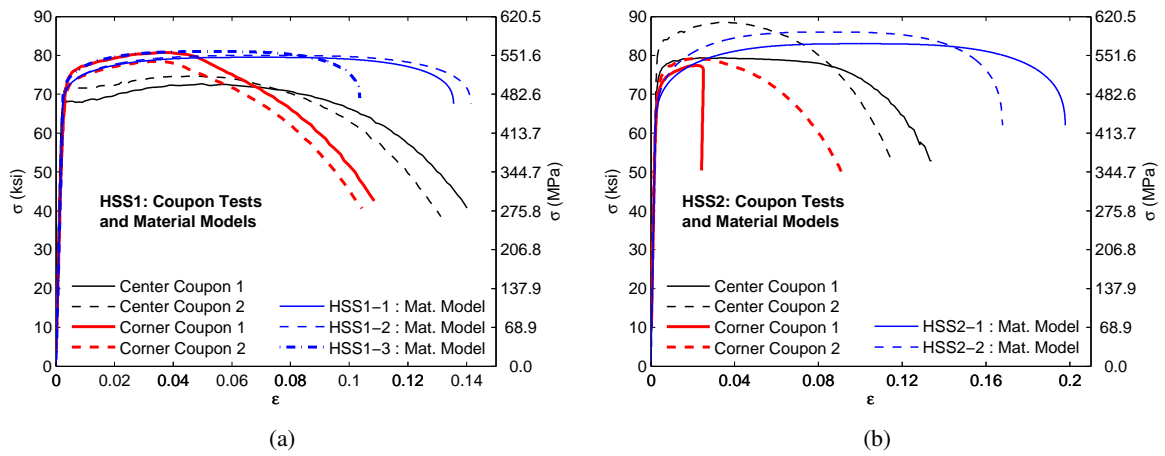 90
80
70
60
50
40
30
20
10
0
σ (ksi)
620.5
551.6
482.6
413.7
344.7
275.8
206.8
137.9
68.9
0.0
σ (MPa)
HSS1: Coupon Tests
and Material Models
Center Coupon 1
Center Coupon 2
Corner Coupon 1
Corner Coupon 2
HSS1−1 : Mat. Model
HSS1−2 : Mat. Model
HSS1−3 : Mat. Model
0 0.02 0.04 0.06 0.08 0.1 0.12 0.14
ε
(a)
90
80
70
60
50
40
30
20
10
0
σ (ksi)
620.5
551.6
482.6
413.7
344.7
275.8
206.8
137.9
68.9
0.0
σ (MPa)
HSS2: Coupon Tests
and Material Models
Center Coupon 1
Center Coupon 2
Corner Coupon 1
Corner Coupon 2
HSS2−1 : Mat. Model
HSS2−2 : Mat. Model
0 0.04 0.08 0.12 0.16 0.2
ε
(b)